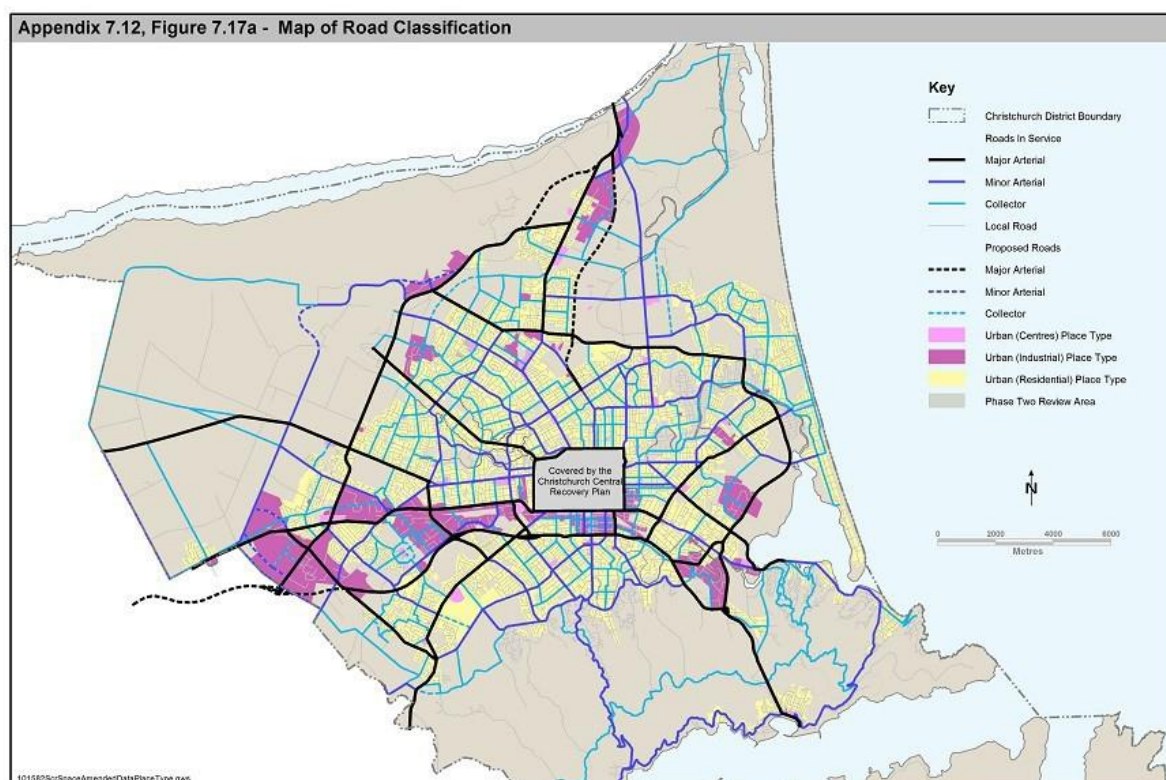 Appendix 7.12, Figure 7.17a - Map of Road Classification
Key
Christchurch District Boundary
Roads In Service
Major Arterial
Minor Arterial
Collector
Local Road
Proposed Roads
Major Arterial
Minor Arterial
Collector
Urban (Centres) Place Type
Urban (Industrial) Place Type
Urban (Residential) Place Type
Phase Two Review Area
Covered by the
Christchurch Central
Recovery Plan
N
0 2000 4000 6000
Metres